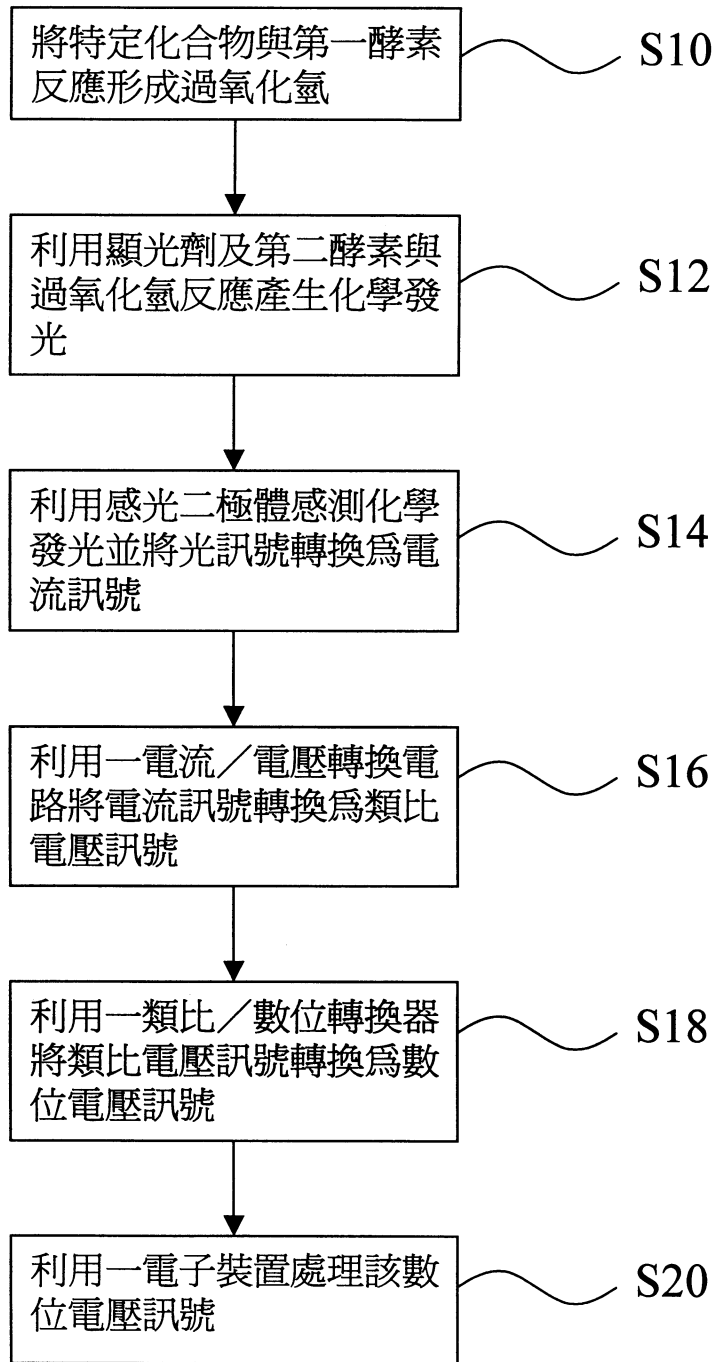 將特定化合物與第一酵素
反應形成過氧化氫
S10
利用顯光劑及第二酵素與
過氧化氫反應產生化學發
光
S12
利用感光二極體感測化學
發光並將光訊號轉換爲電
流訊號
S14
利用一電流／電壓轉換電
路將電流訊號轉換爲類比
電壓訊號
S16
利用一類比／數位轉換器
將類比電壓訊號轉換爲數
位電壓訊號
S18
利用一電子裝置處理該數
位電壓訊號
S20